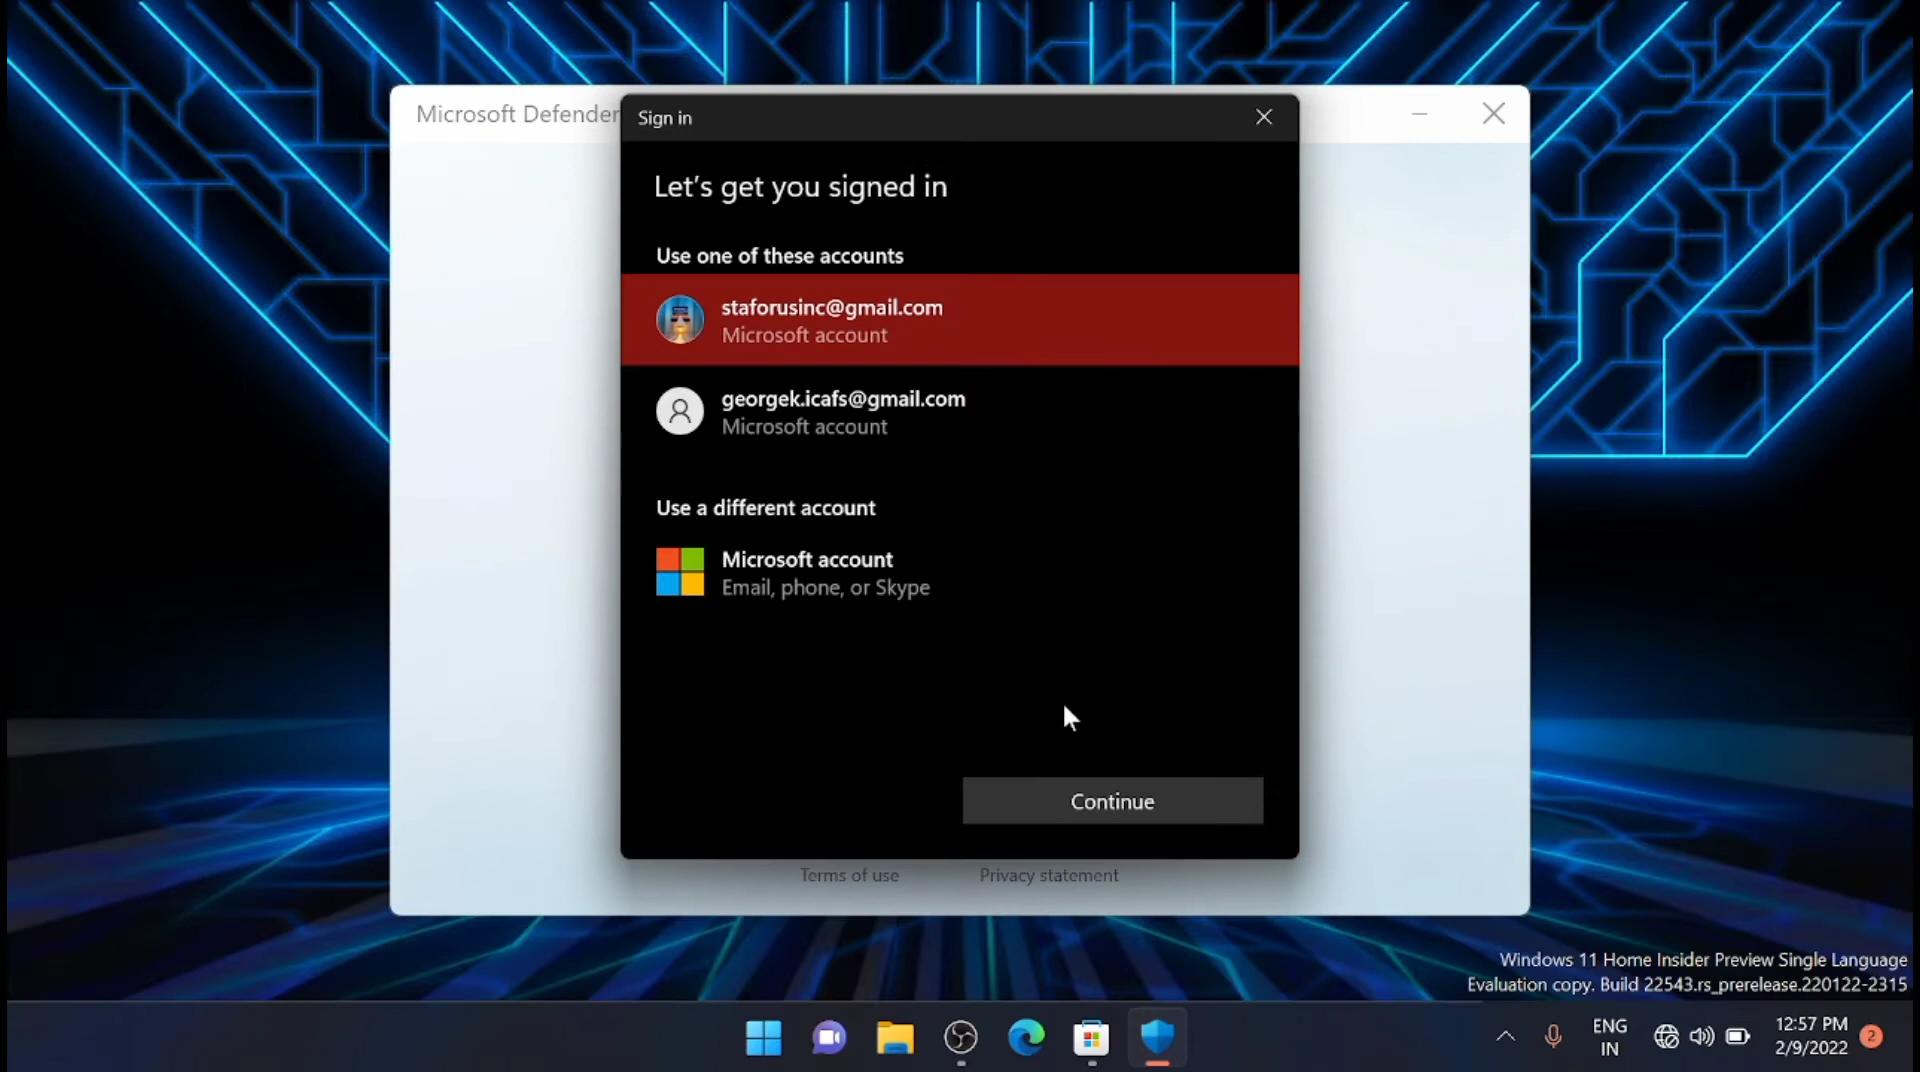 Microsoft Defender
Sign in
Let's get you signed in
Use one of these accounts
staforusinc@gmail.com
Microsoft account
georgek.icafs@gmail.com
Microsoft account
Use a different account
Microsoft account
Email, phone, or Skype
Continue
Terms of use
Privacy statement
Windows 11 Home Insider Preview Single Language
Evaluation copy. Build 22543.rs_prerelease.220122-2315
ENG
IN
12:57 PM
2/9/2022
2